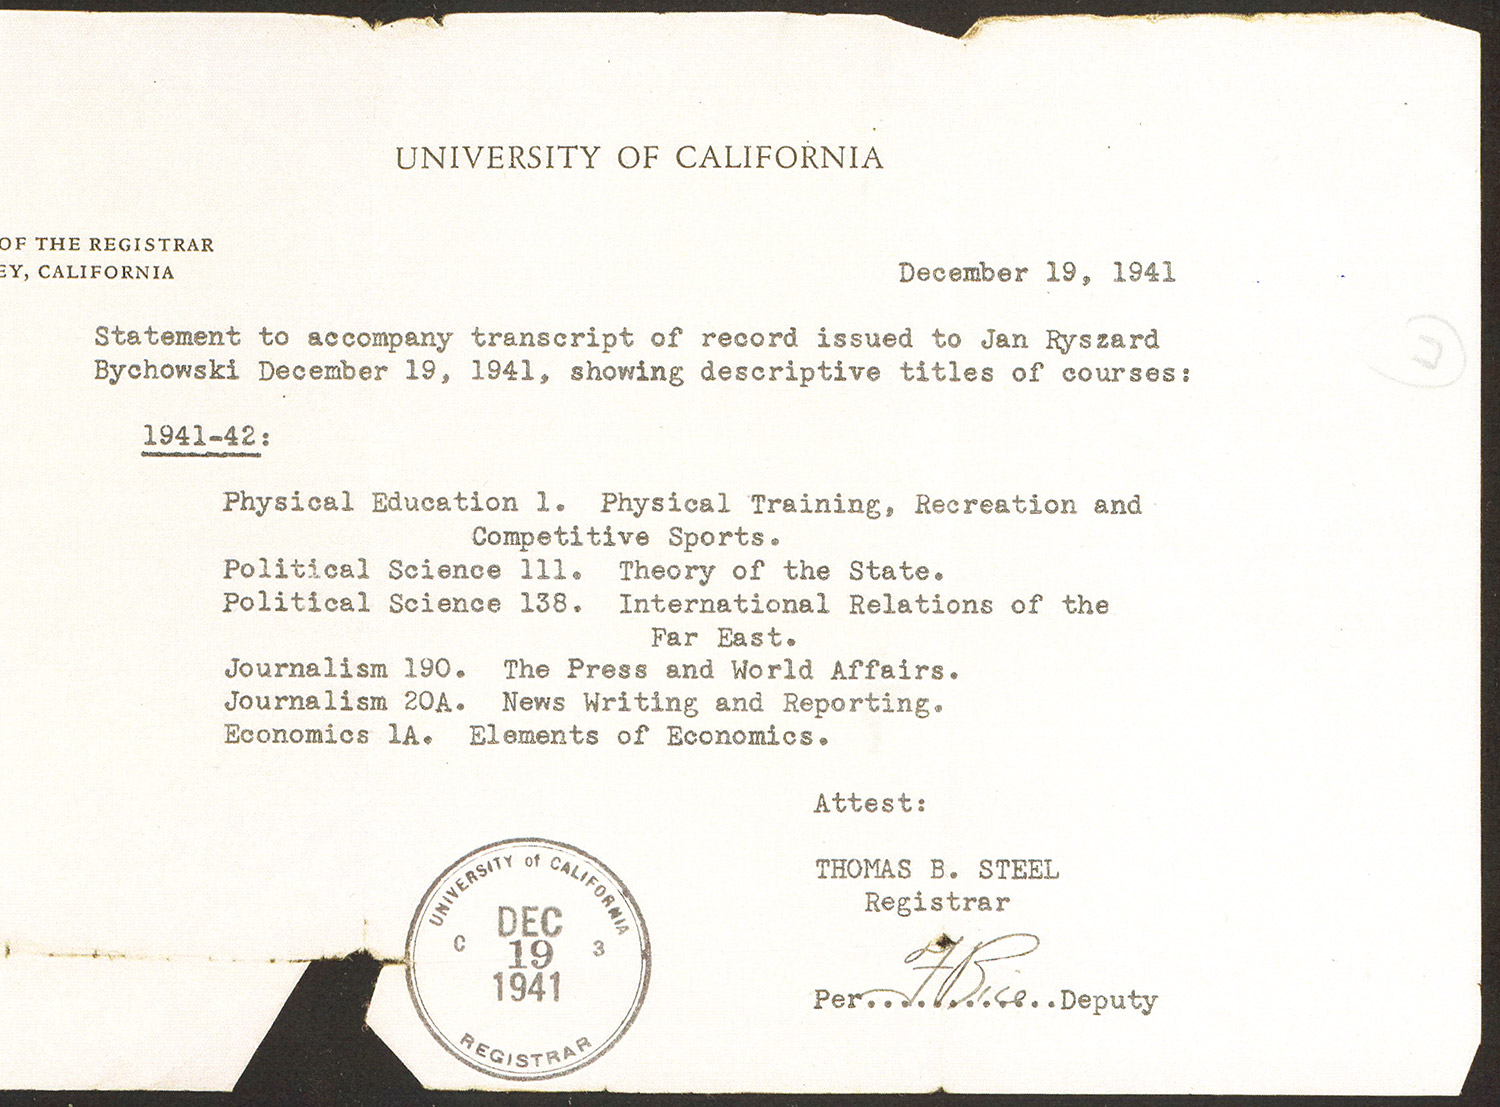 UNIVERSITY OF CALIFORNIA
OF THE REGISTRAR
EY, CALIFORNIA
December 19, 1941
Statement to accompany transcript of record issued to Jan Ryszard
Bychowski December 19, 1941, showing descriptive titles of courses:
1941-42:
Physical Education 1. Physical Training, Recreation and
Competitive Sports.
Political Science 111. Theory of the State.
Political Science 138. International Relations of the
Far East.
Journalism 190. The Press and World Affairs.
Journalism 20A. News Writing and Reporting.
Economics 1A. Elements of Economics.
Attest:
THOMAS B. STEEL
Registrar
Per............Deputy
UNIVERSITY of CALIFORNIA
DEC
C 19 3
1941
REGISTRAR